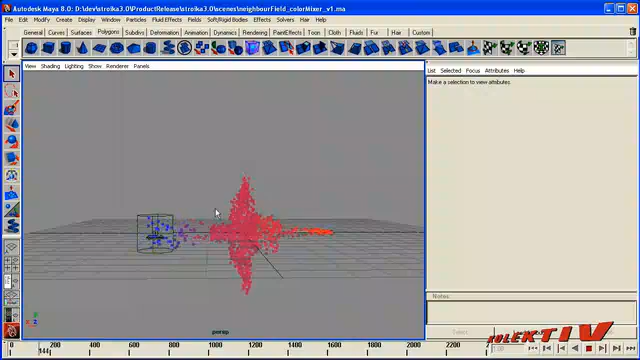 Autodesk Maya 8.0: D:\dev\stroika3.0\ProductRelease\stroika3.0\scenes\neighbourField_colorMixer_v1.ma
File Edit Modify Create Display Window Particles Fluid Effects Fields Soft/Rigid Bodies Effects Solvers Hair Help
General Curves Surfaces Polygons Subdivs Deformation Animation Dynamics Rendering PaintEffects Toon Cloth Fluids Fur Hair Custom
View Shading Lighting Show Renderer Panels
List Selected Focus Attributes Help
Make a selection to view attributes
persp
Notes:
KOLEKTIV
0 144 200 400 600 800 1000 1200 1400 1600 1800 2000